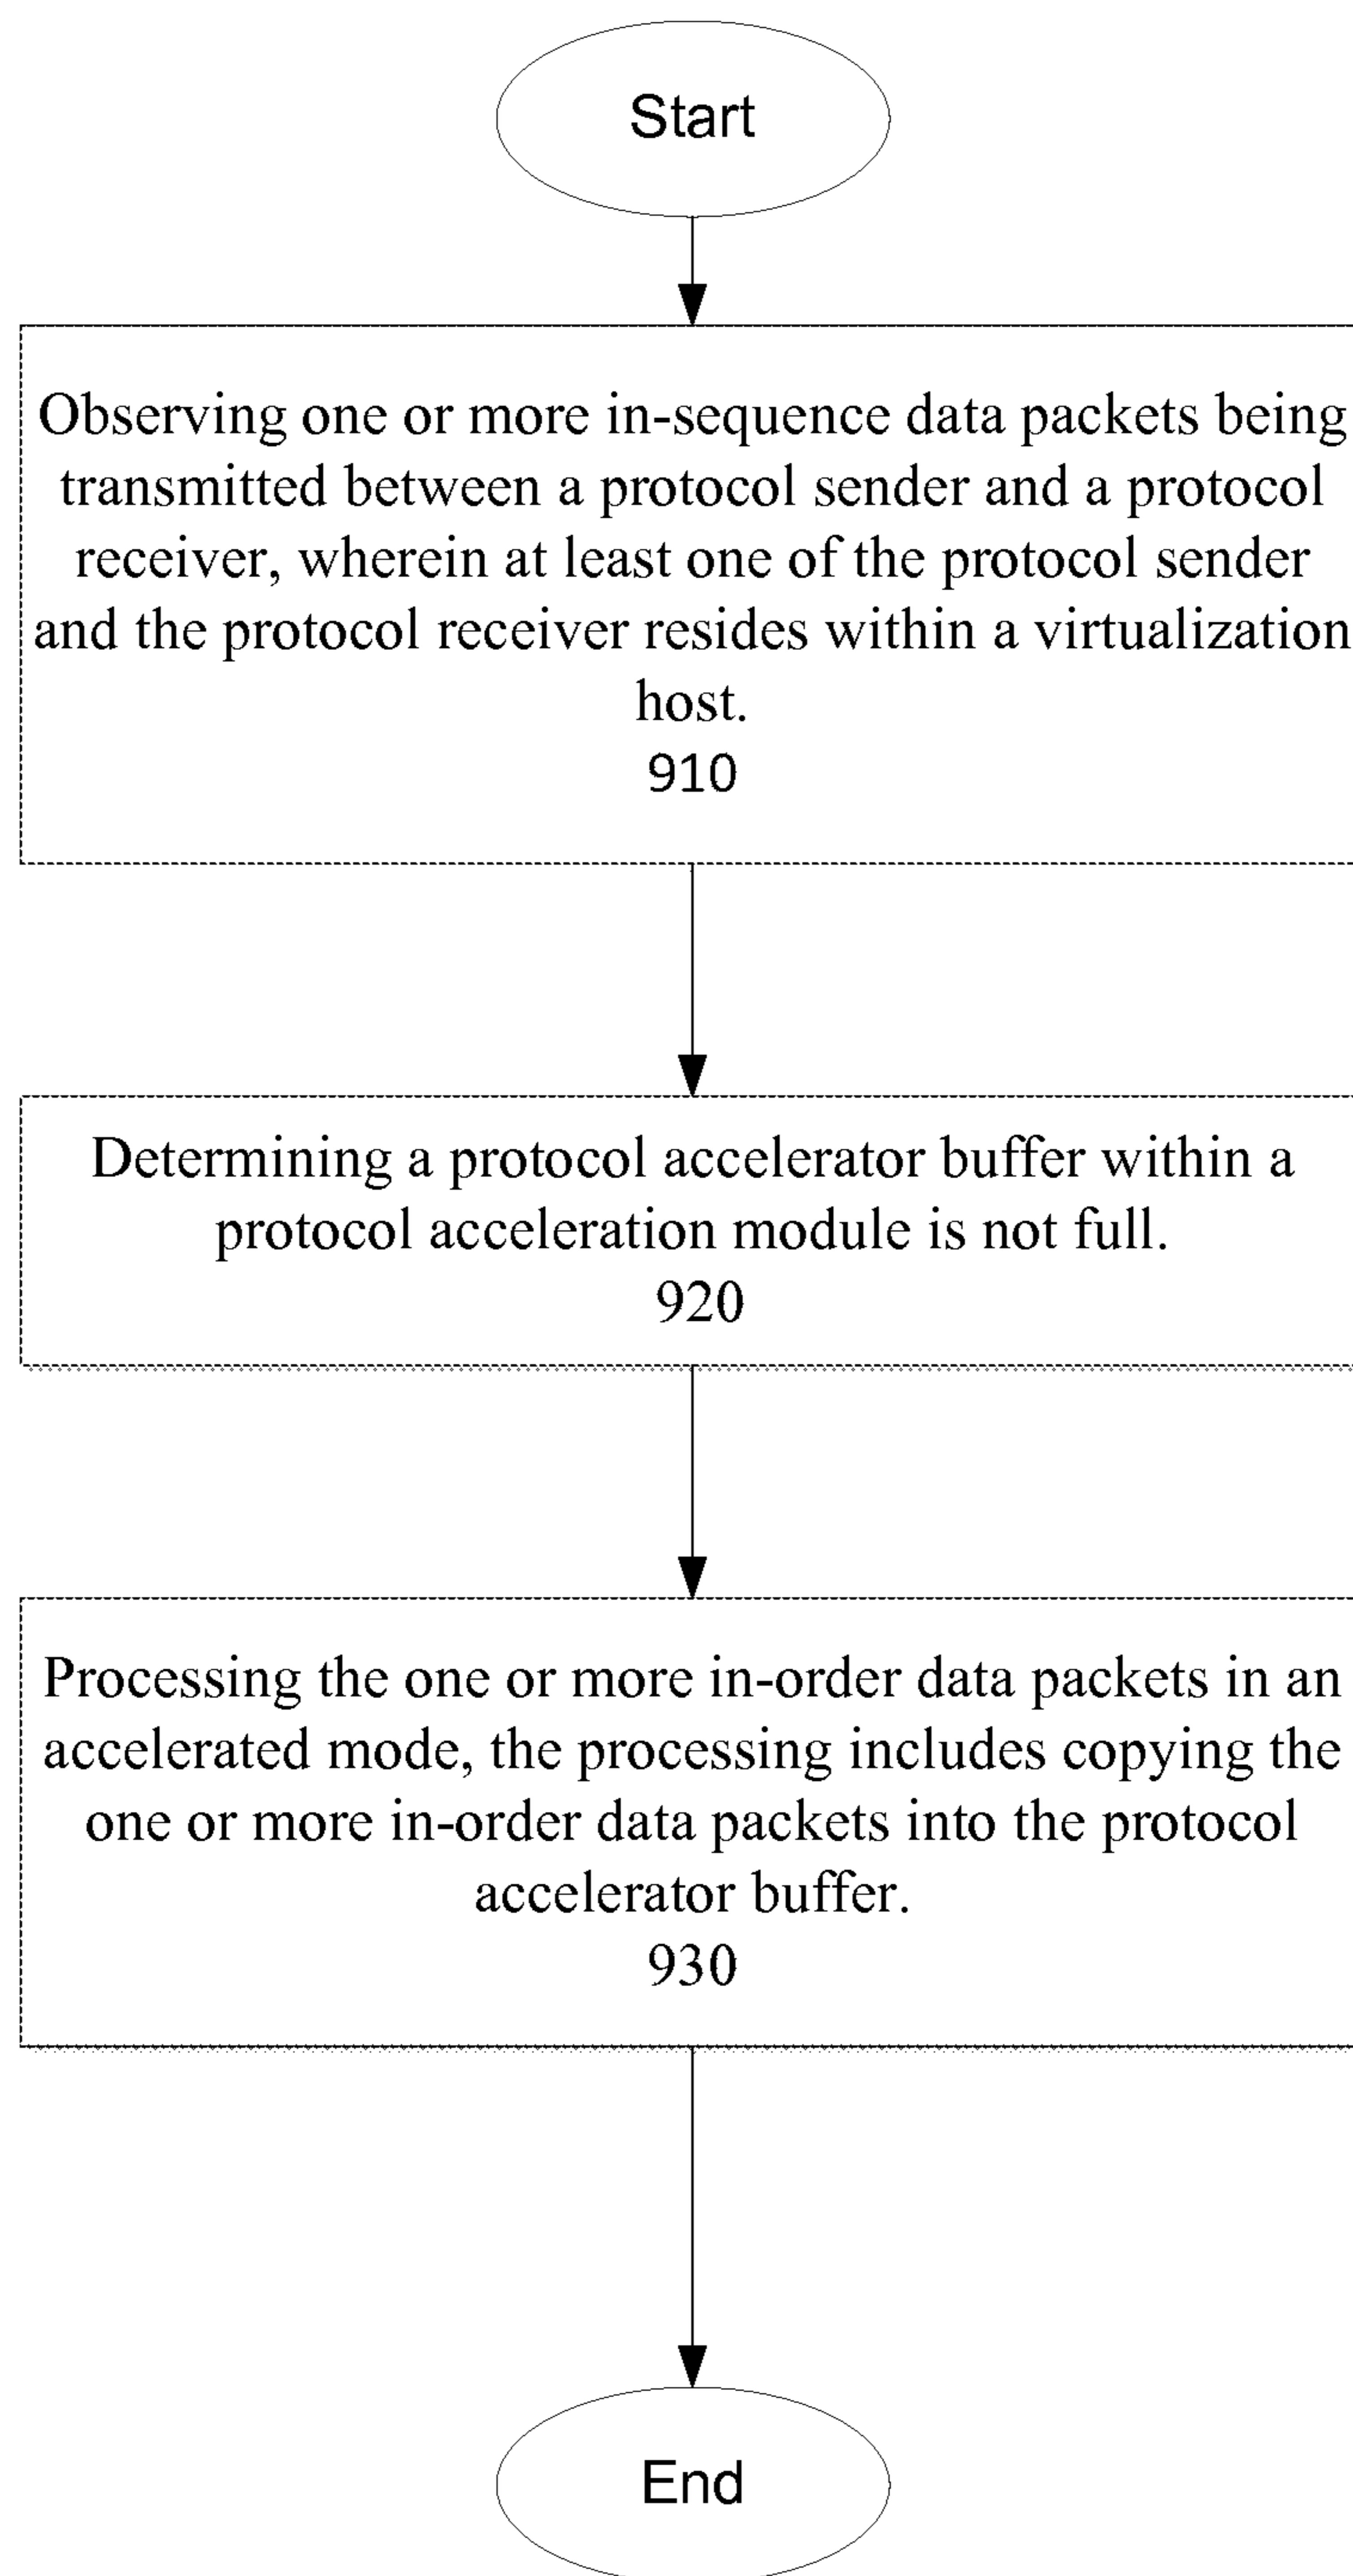 Start
Observing one or more in-sequence data packets being
transmitted between a protocol sender and a protocol
receiver, wherein at least one of the protocol sender
and the protocol receiver resides within a virtualization
host.
910
Determining a protocol accelerator buffer within a
protocol acceleration module is not full.
920
Processing the one or more in-order data packets in an
accelerated mode, the processing includes copying the
one or more in-order data packets into the protocol
accelerator buffer.
930
End